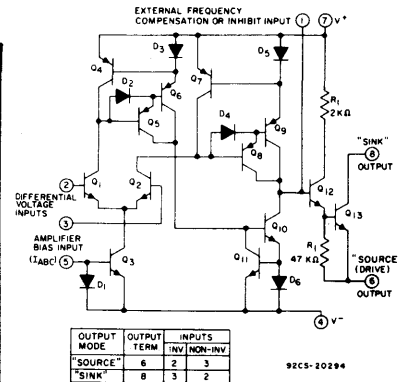 EXTERNAL FREQUENCY
COMPENSATION OR INHIBIT INPUT 1 7 V+
D3
D5
Q4
Q7
D2
Q6
R1
2KΩ
Q5
D4
Q9
"SINK"
8
OUTPUT
Q8
2
Q1
Q2
Q12
DIFFERENTIAL
VOLTAGE
INPUTS
Q13
3
Q10
AMPLIFIER
BIAS INPUT
(IABC) 5
Q3
Q11
R1
47 KΩ
"SOURCE"
(DRIVE)
6
OUTPUT
D1
D6
4 V-
OUTPUT MODE OUTPUT TERM INPUTS
INV NON-INV
"SOURCE" 6 2 3
"SINK" 8 3 2
92CS-20294